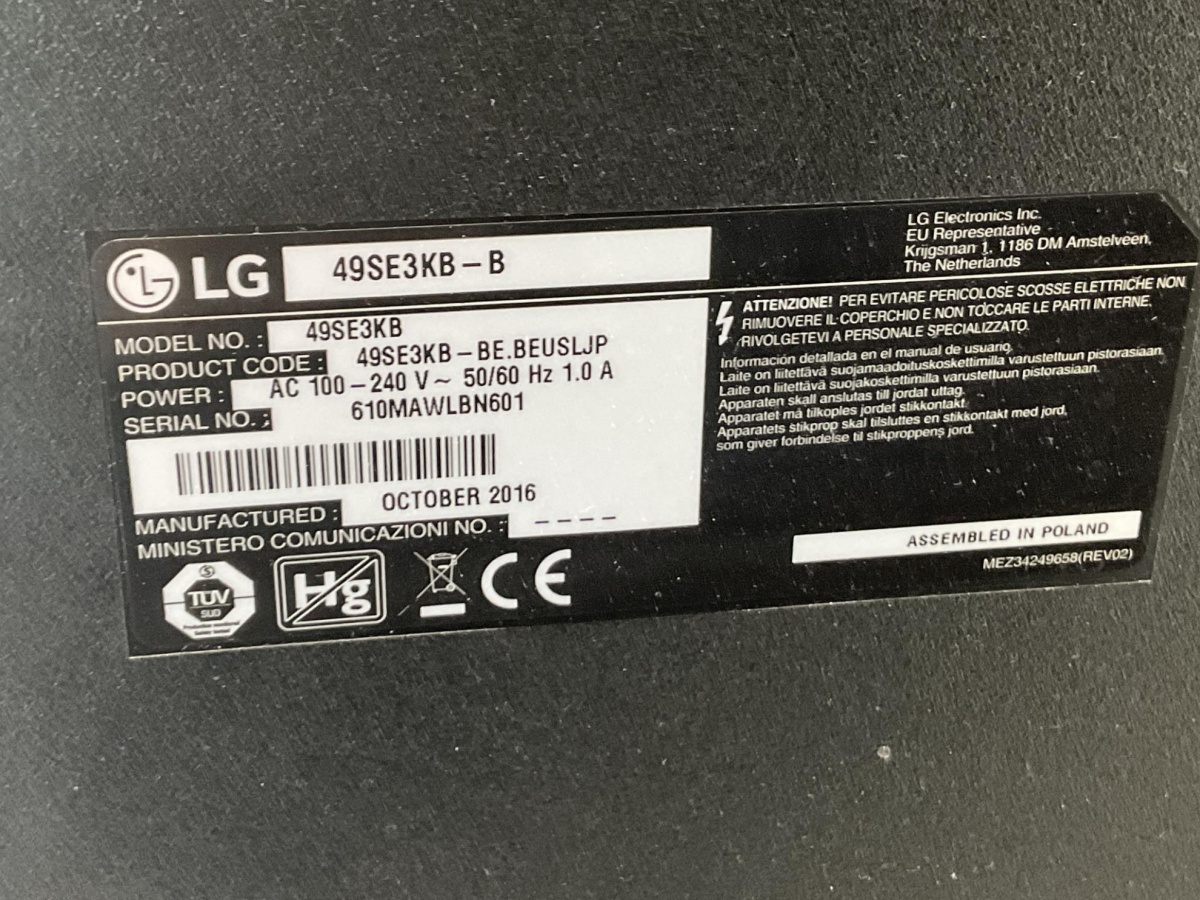 LG 49SE3KB-B
LG Electronics Inc.
EU Representative
Krijgsman 1, 1186 DM Amstelveen,
The Netherlands
MODEL NO. : 49SE3KB
PRODUCT CODE : 49SE3KB-BE.BEUSLJP
POWER : AC 100-240 V~ 50/60 Hz 1.0 A
SERIAL NO. : 610MAWLBN601
MANUFACTURED : OCTOBER 2016
MINISTERO COMUNICAZIONI NO. : ----
TÜV
SUD
Hg
CE
ATTENZIONE! PER EVITARE PERICOLOSE SCOSSE ELETTRICHE NON
RIMUOVERE IL COPERCHIO E NON TOCCARE LE PARTI INTERNE,
RIVOLGETEVI A PERSONALE SPECIALIZZATO.
Información detallada en el manual de usuario.
Laite on liitettävä suojamaadoituskoskettimilla varustettuun pistorasiaan.
Laite on liitettävä suojakoskettimilla varustettuun pistorasiaan.
Apparaten skall anslutas till jordat uttag.
Apparatet må tilkoples jordet stikkontakt.
Apparatets stikprop skal tilsluttes en stikkontakt med jord,
som giver forbindelse til stikproppens jord.
ASSEMBLED IN POLAND
MEZ34249658(REV02)